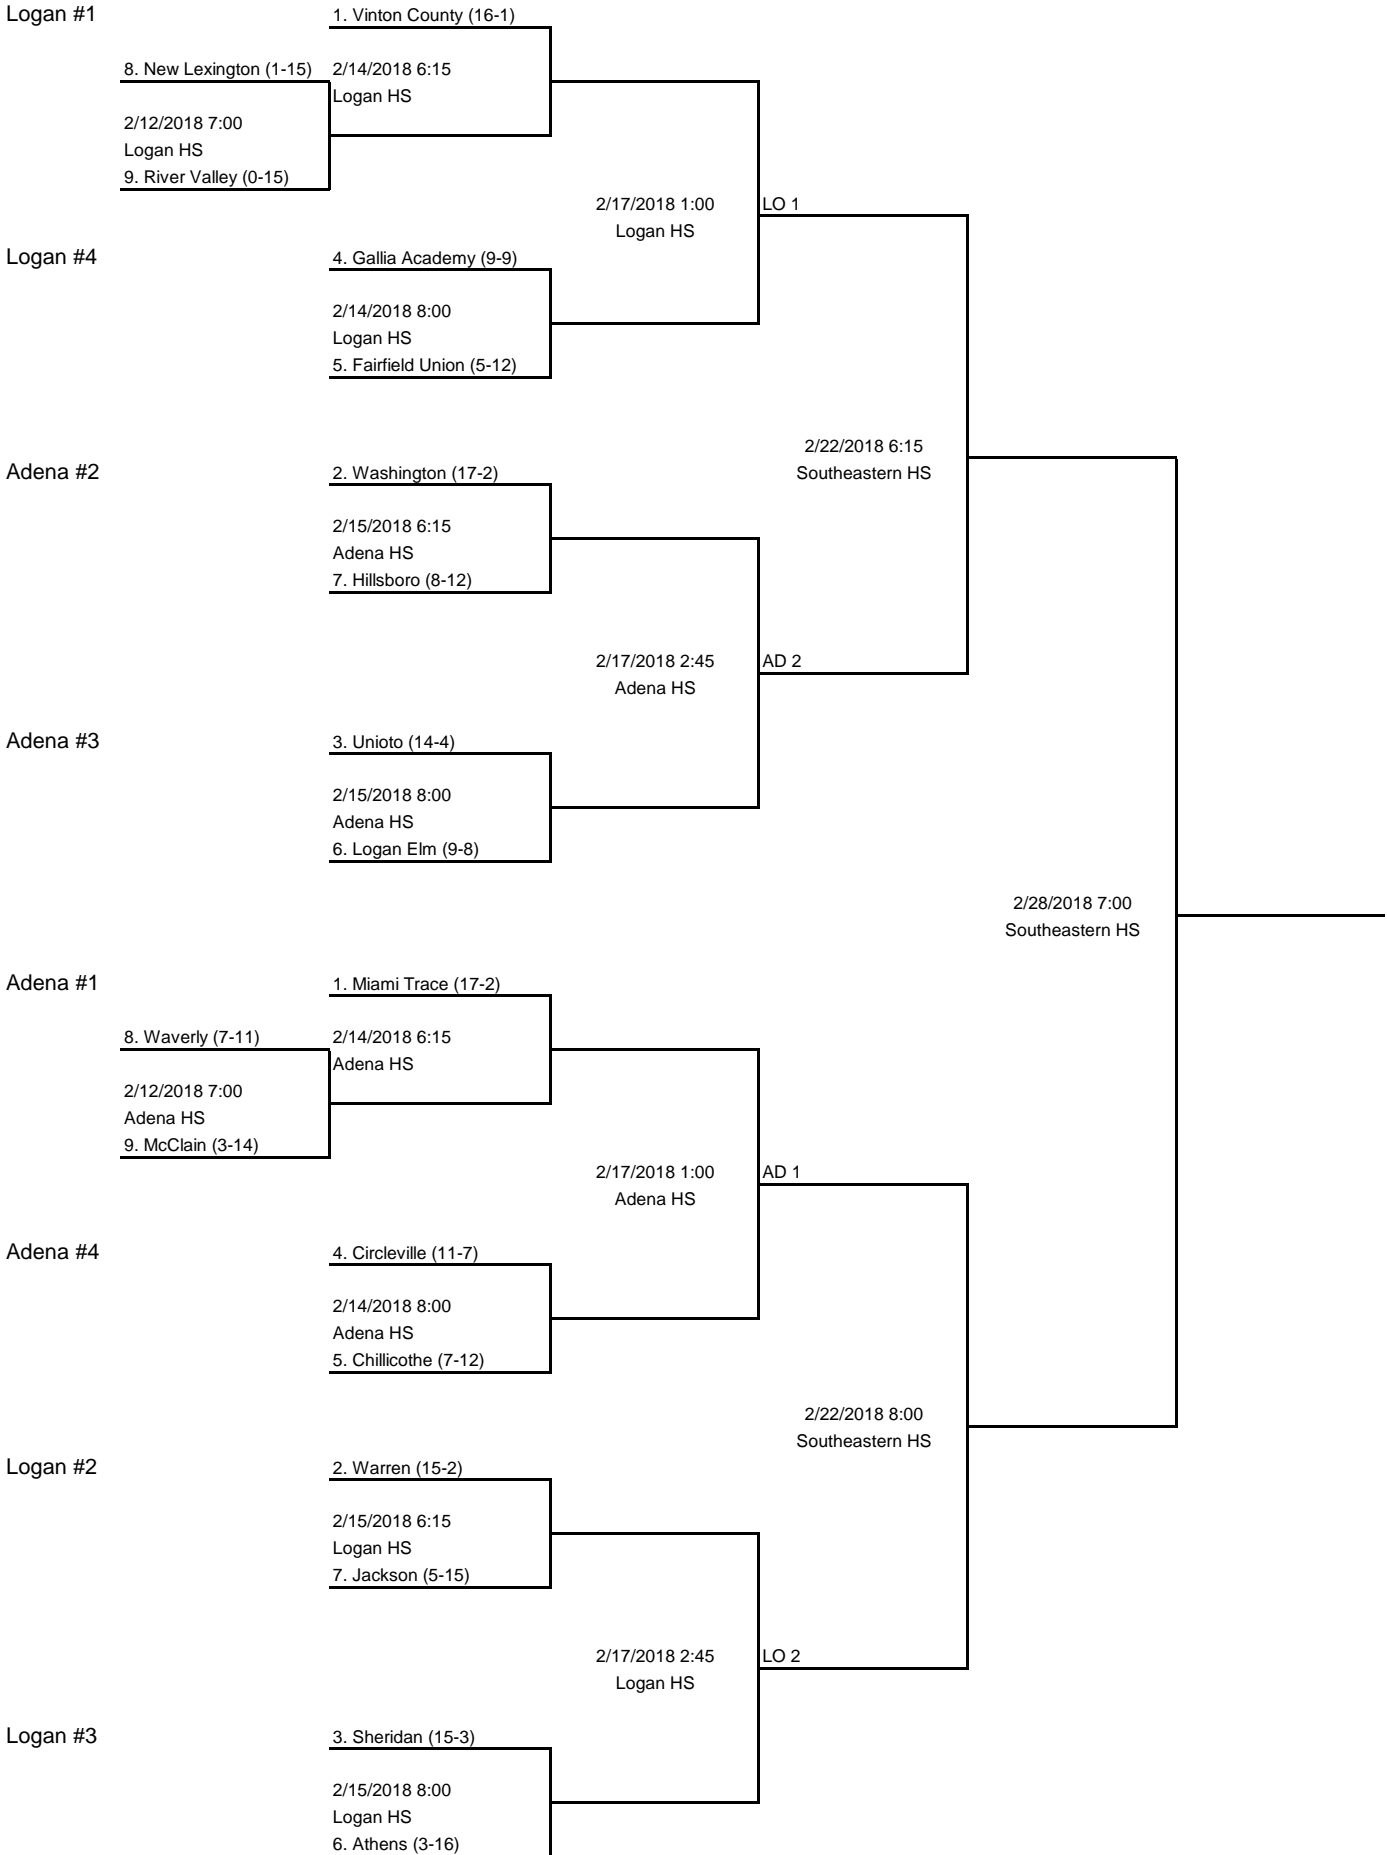 Logan #1
1. Vinton County (16-1)
8. New Lexington (1-15)
2/14/2018 6:15
Logan HS
2/12/2018 7:00
Logan HS
9. River Valley (0-15)
2/17/2018 1:00
Logan HS
LO 1
Logan #4
4. Gallia Academy (9-9)
2/14/2018 8:00
Logan HS
5. Fairfield Union (5-12)
2/22/2018 6:15
Southeastern HS
Adena #2
2. Washington (17-2)
2/15/2018 6:15
Adena HS
7. Hillsboro (8-12)
2/17/2018 2:45
Adena HS
AD 2
Adena #3
3. Unioto (14-4)
2/15/2018 8:00
Adena HS
6. Logan Elm (9-8)
2/28/2018 7:00
Southeastern HS
Adena #1
1. Miami Trace (17-2)
8. Waverly (7-11)
2/14/2018 6:15
Adena HS
2/12/2018 7:00
Adena HS
9. McClain (3-14)
2/17/2018 1:00
Adena HS
AD 1
Adena #4
4. Circleville (11-7)
2/14/2018 8:00
Adena HS
5. Chillicothe (7-12)
2/22/2018 8:00
Southeastern HS
Logan #2
2. Warren (15-2)
2/15/2018 6:15
Logan HS
7. Jackson (5-15)
2/17/2018 2:45
Logan HS
LO 2
Logan #3
3. Sheridan (15-3)
2/15/2018 8:00
Logan HS
6. Athens (3-16)